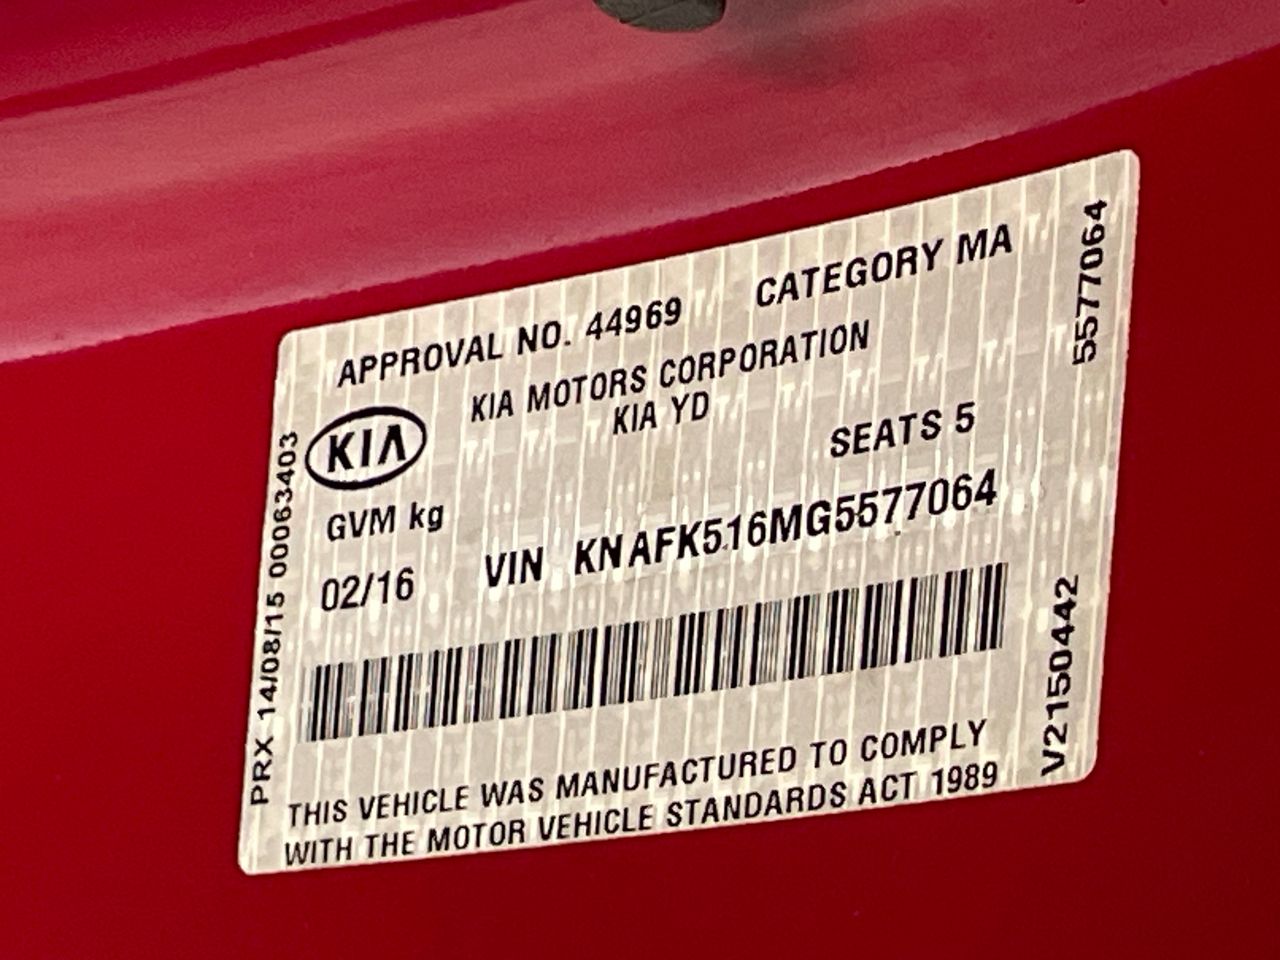 APPROVAL NO. 44969 CATEGORY MA
KIA MOTORS CORPORATION
KIA YD
KIA
SEATS 5
GVM kg
02/16
VIN KNAFK516MG5577064
THIS VEHICLE WAS MANUFACTURED TO COMPLY
WITH THE MOTOR VEHICLE STANDARDS ACT 1989
PRX 14/08/15 00063403
5577064
V2150442